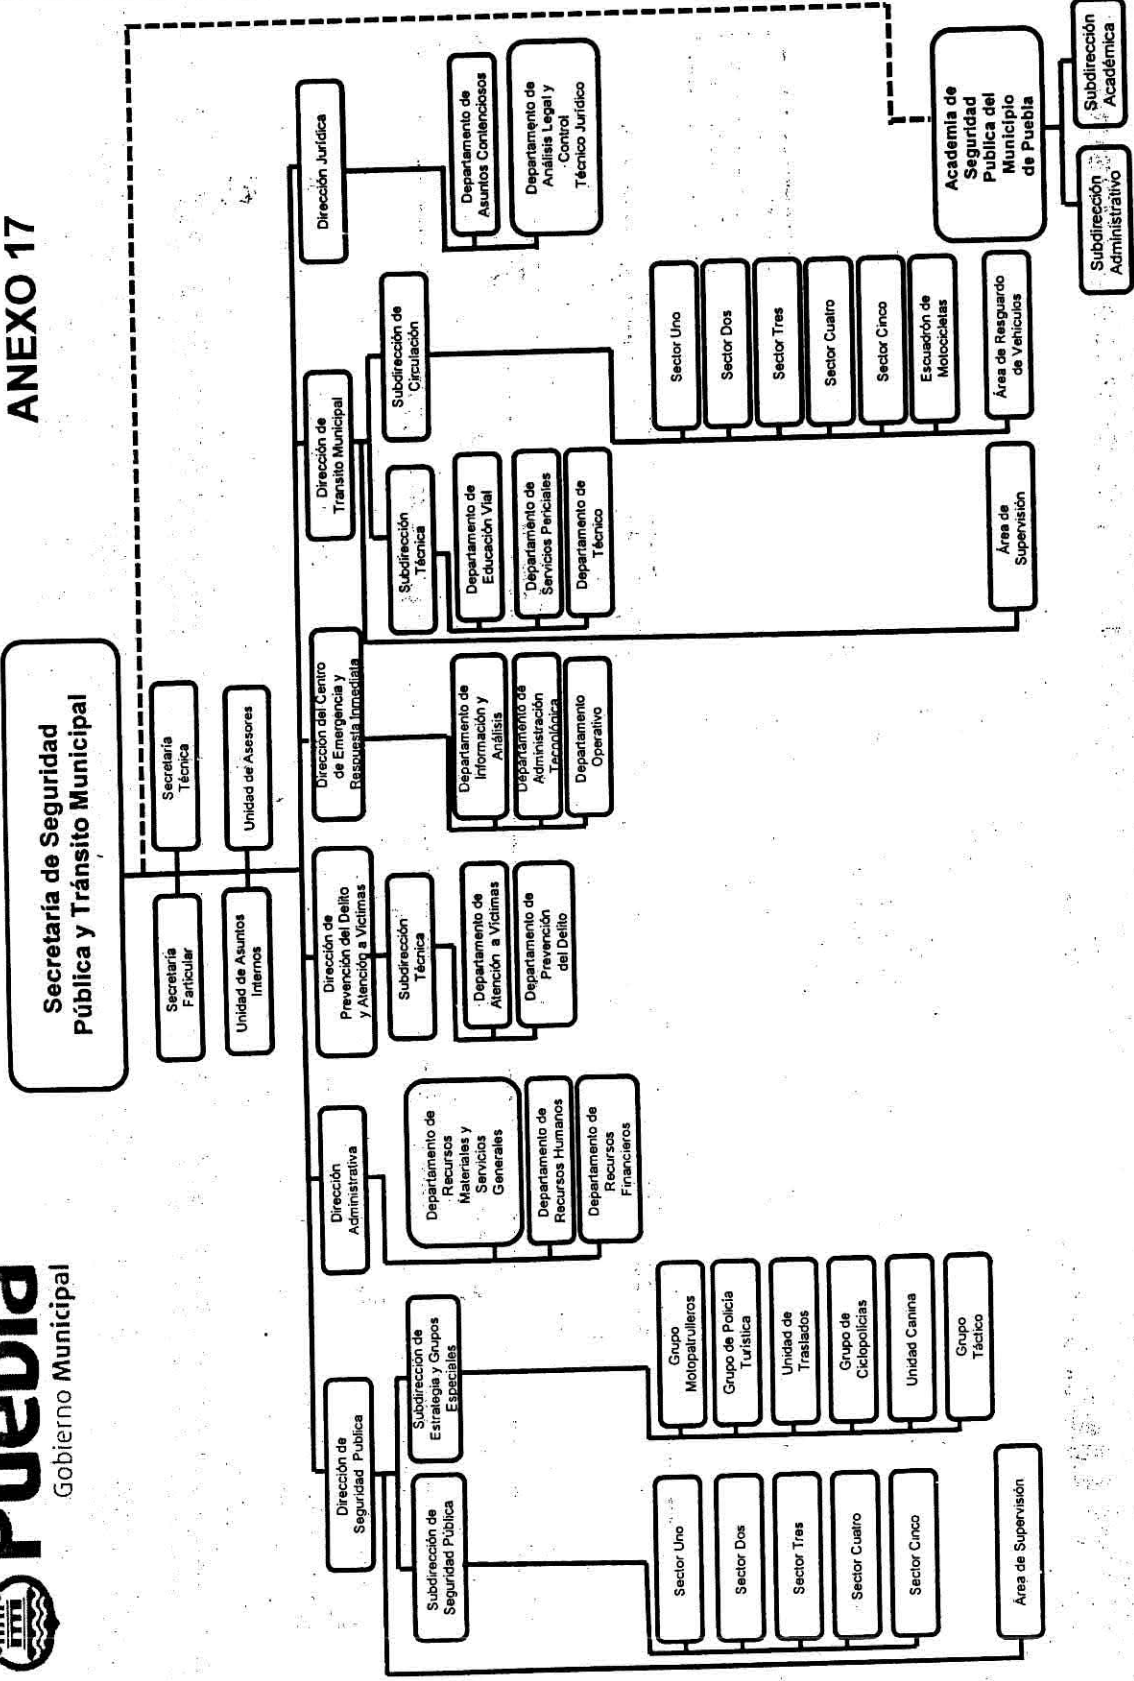 Puebla
Gobierno Municipal
ANEXO 17
Secretaría de Seguridad
Pública y Tránsito Municipal
Secretaría
Farticular
Secretaría
Técnica
Unidad de Asuntos
Internos
Unidad de Asesores
Dirección de
Seguridad Publica
Subdirección de
Seguridad Pública
Subdirección de
Estrategia y Grupos
Especiales
Sector Uno
Sector Dos
Sector Tres
Sector Cuatro
Sector Cinco
Área de Supervisión
Grupo
Motopatrulleros
Grupo de Policia
Turística
Unidad de
Traslados
Grupo de
Ciclopolicías
Unidad Canina
Grupo
Táctico
Dirección
Administrativa
Departamento de
Recursos
Materiales y
Servicios
Generales
Departamento de
Recursos Humanos
Departamento de
Recursos
Financieros
Dirección de
Prevención del Delito
y Atención a Víctimas
Subdirección
Técnica
Departamento de
Atención a Víctimas
Departamento de
Prevención
del Delito
Dirección del Centro
de Emergencia y
Respuesta Inmediata
Departamento de
Información y
Análisis
Departamento de
Administración
Tecnológica
Departamento
Operativo
Dirección de
Transito Municipal
Subdirección
Técnica
Subdirección de
Circulación
Departamento de
Educación Vial
Departamento de
Servicios Periciales
Departamento de
Técnico
Área de
Supervisión
Sector Uno
Sector Dos
Sector Tres
Sector Cuatro
Sector Cinco
Escuadrón de
Motocicletas
Área de Resguardo
de Vehículos
Dirección Jurídica
Departamento de
Asuntos Contenciosos
Departamento de
Análisis Legal y
Control
Técnico Jurídico
Academia de
Seguridad
Publica del
Municipio
de Puebla
Subdirección
Administrativo
Subdirección
Académica